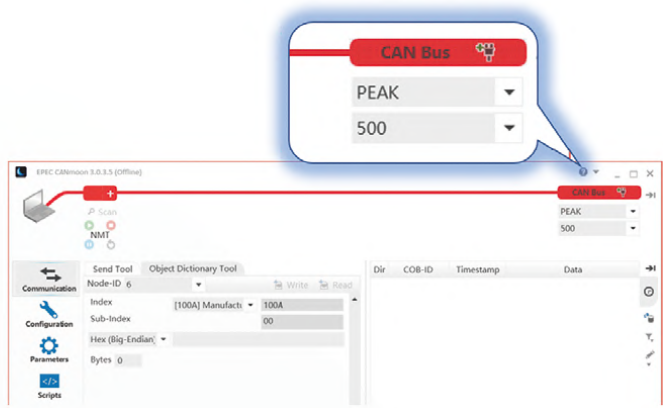 CAN Bus
PEAK
500
EPEC CANmoon 3.0.3.5 (Offline)
CAN Bus
Scan
PEAK
NMT
500
Communication
Send Tool Object Dictionary Tool
Dir COB-ID Timestamp Data
Node-ID 6 Write Read
Index [100A] Manufactu 100A
Configuration
Sub-Index 00
Hex (Big-Endian)
Parameters
Bytes 0
</>
Scripts